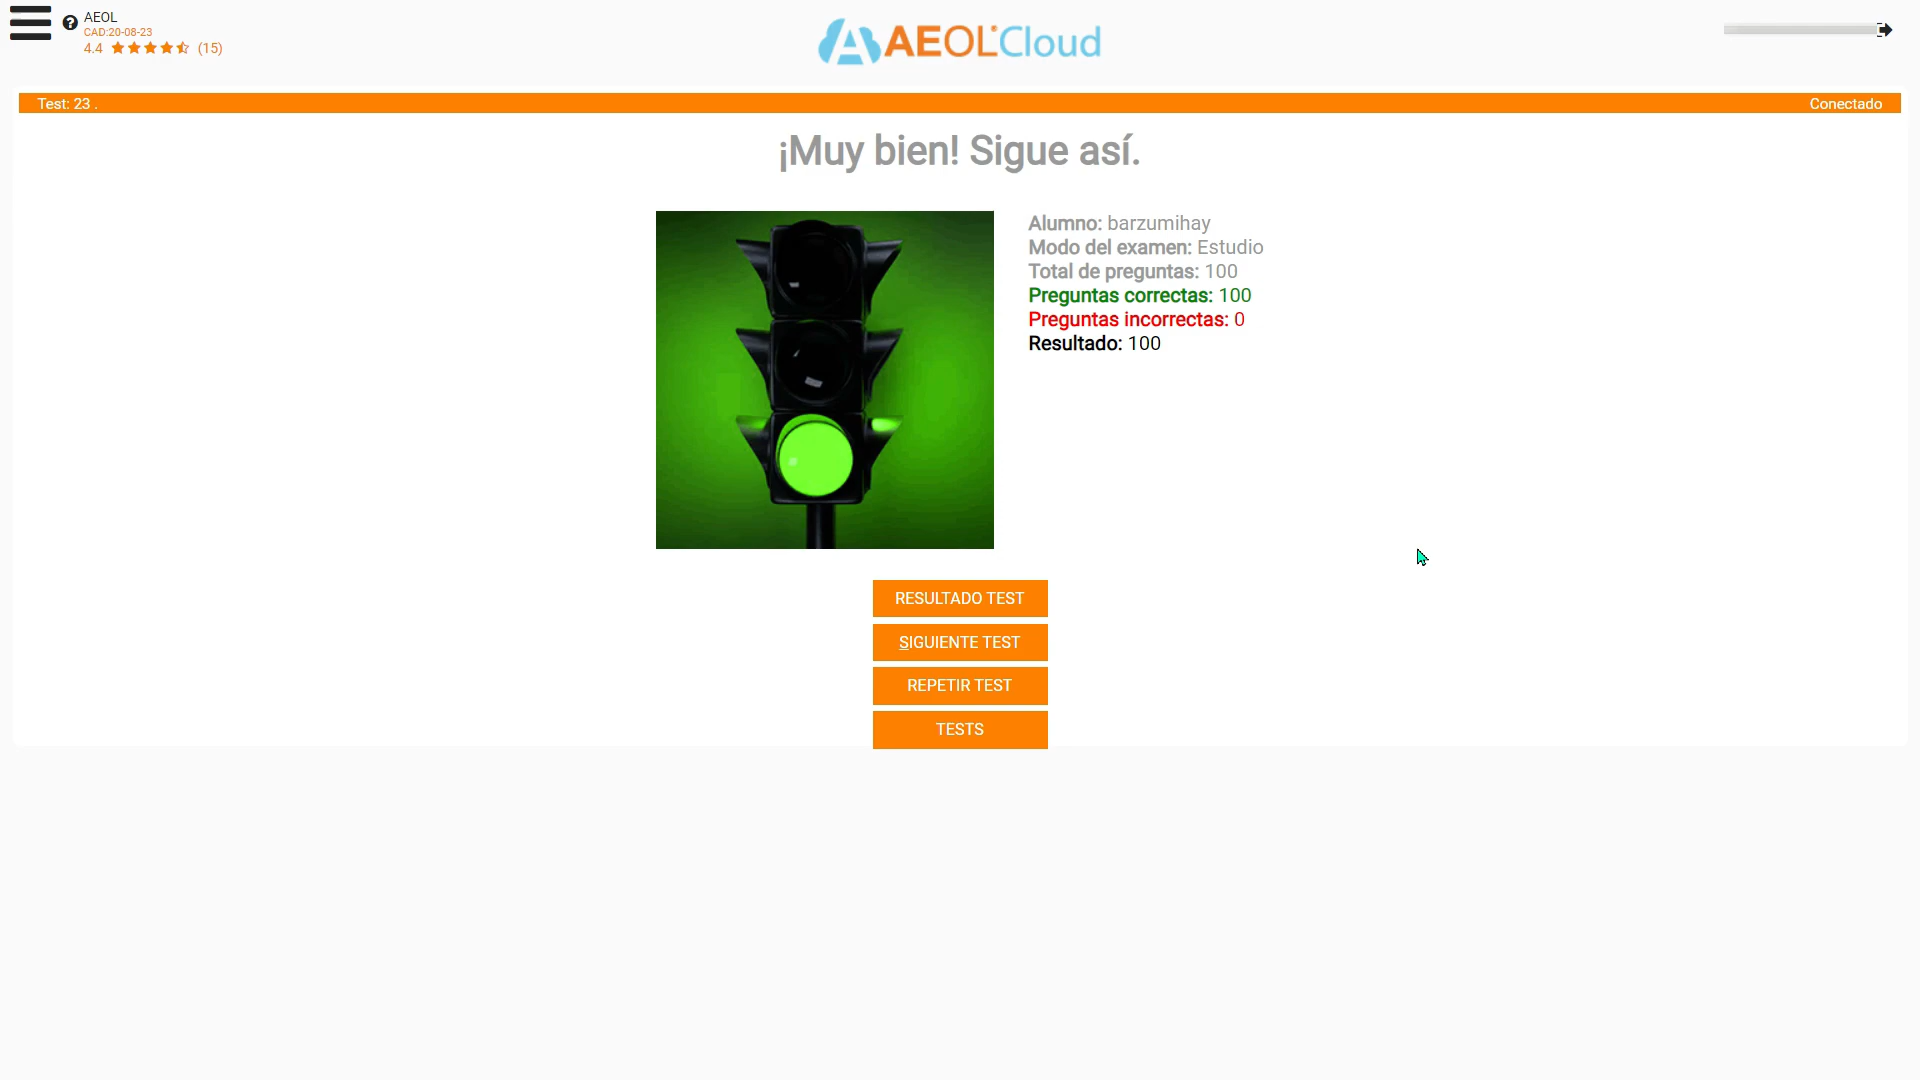 AEOL
CAD:20-08-23
4.4 (15)
AEOL Cloud
Test: 23 .
Conectado
¡Muy bien! Sigue así.
Alumno: barzumihay
Modo del examen: Estudio
Total de preguntas: 100
Preguntas correctas: 100
Preguntas incorrectas: 0
Resultado: 100
RESULTADO TEST
SIGUIENTE TEST
REPETIR TEST
TESTS